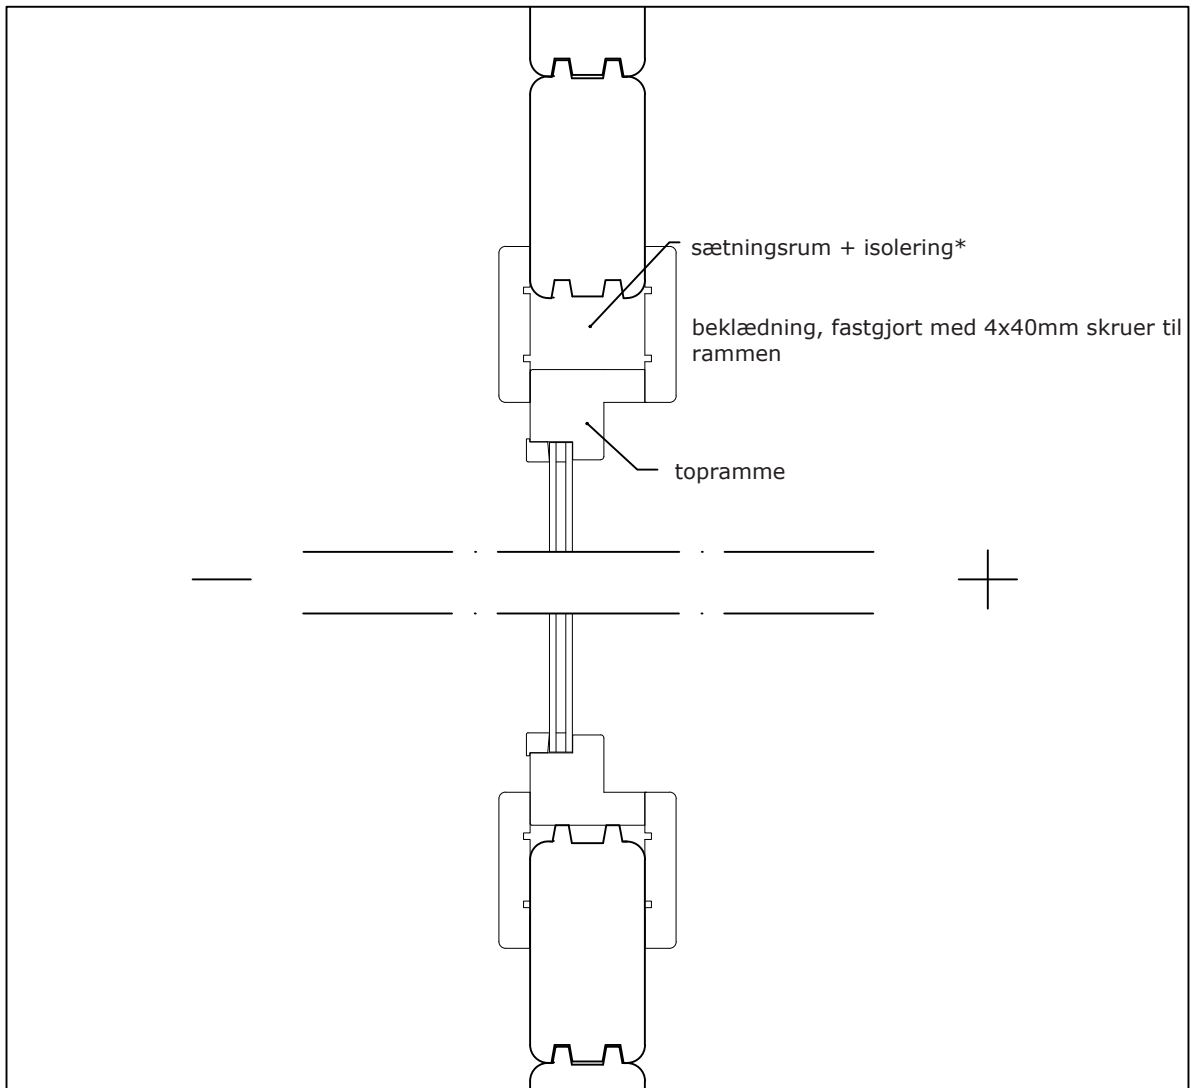 sætningsrum + isolering*
beklædning, fastgjort med 4x40mm skruer til
rammen
topramme